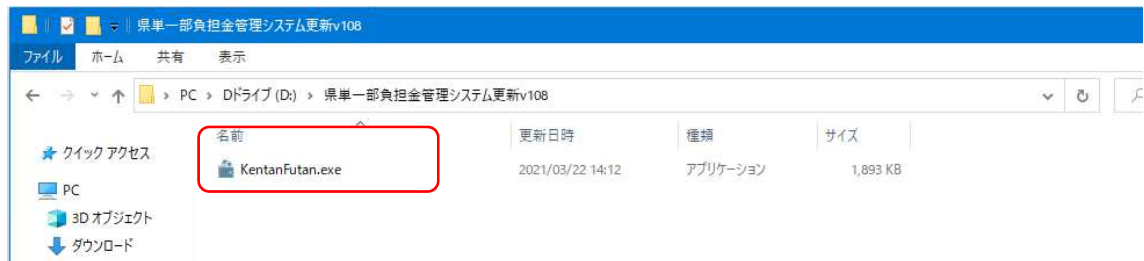 県単一部負担金管理システム更新v108
ファイル ホーム 共有 表示
PC › Dドライブ (D:) › 県単一部負担金管理システム更新v108
名前 更新日時 種類 サイズ
クイック アクセス
KentanFutan.exe 2021/03/22 14:12 アプリケーション 1,893 KB
PC
3D オブジェクト
ダウンロード